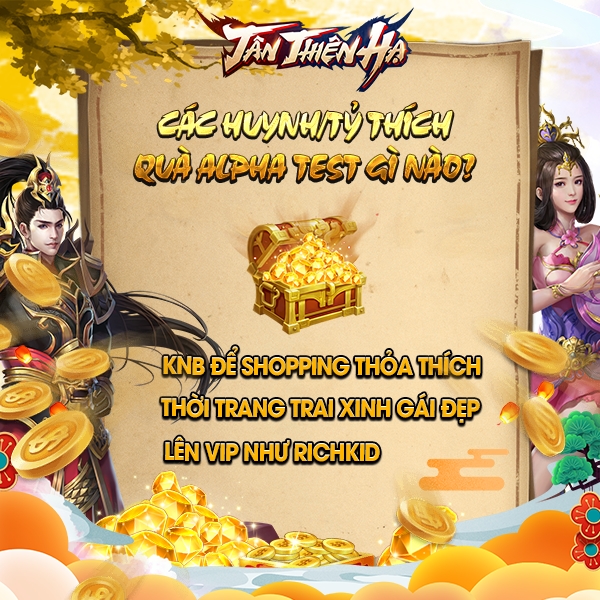 TÂN THIÊN HẠ
CÁC HUYNH/TỶ THÍCH
QUÀ ALPHA TEST GÌ NÀO?
KNB ĐỂ SHOPPING THỎA THÍCH
THỜI TRANG TRAI XINH GÁI ĐẸP
LÊN VIP NHƯ RICHKID